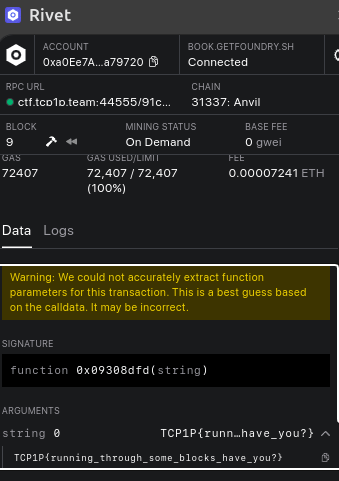 Rivet
ACCOUNT
0xa0Ee7A...a79720
BOOK.GETFOUNDRY.SH
Connected
RPC URL
ctf.tcp1p.team:44555/91c...
CHAIN
31337: Anvil
BLOCK
9
MINING STATUS
On Demand
BASE FEE
0 gwei
GAS
72407
GAS USED/LIMIT
72,407 / 72,407
(100%)
FEE
0.00007241 ETH
Data
Logs
Warning: We could not accurately extract function
parameters for this transaction. This is a best guess based
on the calldata. It may be incorrect.
SIGNATURE
function 0x09308dfd(string)
ARGUMENTS
string 0
TCP1P{runn…have_you?}
TCP1P{running_through_some_blocks_have_you?}